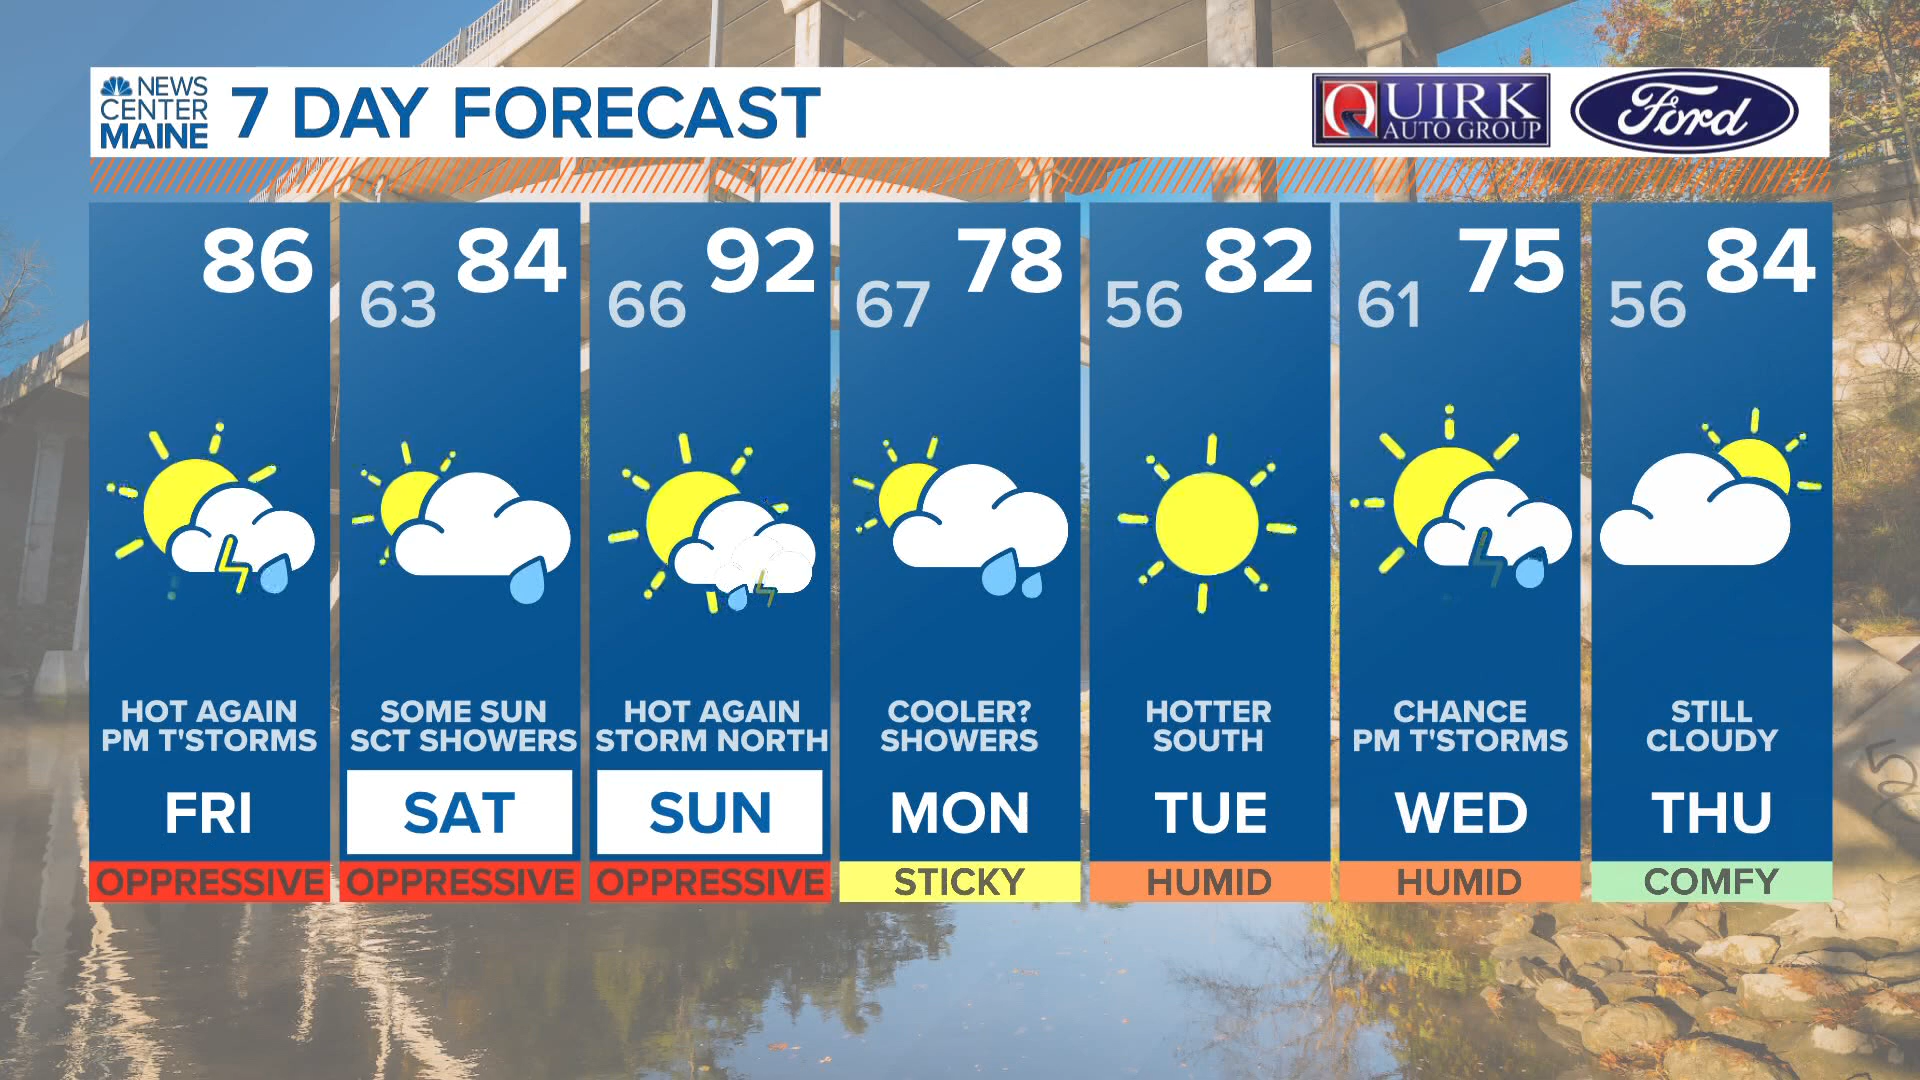 NEWS
CENTER
MAINE
7 DAY FORECAST
QUIRK
AUTO GROUP
Ford
86
63 84
66 92
67 78
56 82
61 75
56 84
HOT AGAIN
PM T'STORMS
SOME SUN
SCT SHOWERS
HOT AGAIN
STORM NORTH
COOLER?
SHOWERS
HOTTER
SOUTH
CHANCE
PM T'STORMS
STILL
CLOUDY
FRI
SAT
SUN
MON
TUE
WED
THU
OPPRESSIVE
OPPRESSIVE
OPPRESSIVE
STICKY
HUMID
HUMID
COMFY